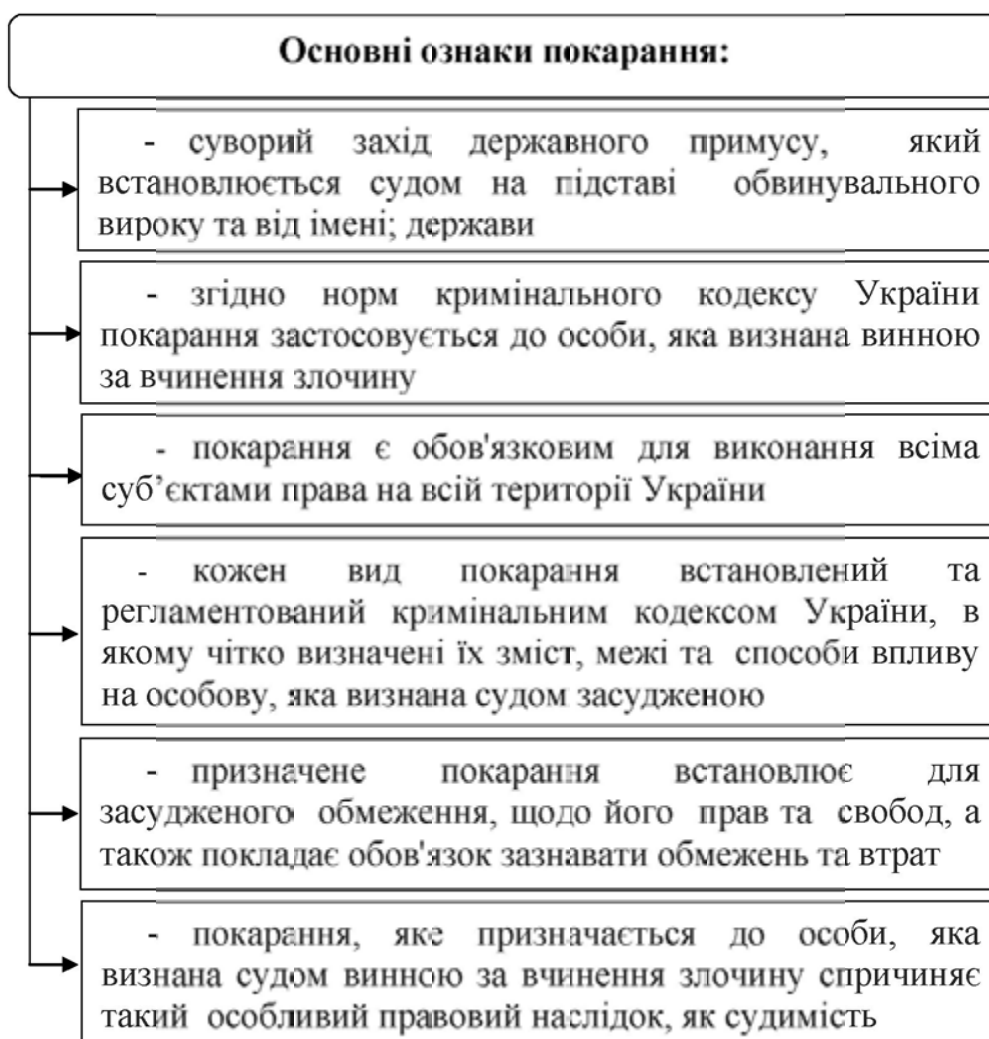 Основні ознаки покарання:
- суворий захід державного примусу, який
встановлюється судом на підставі обвинувального
вироку та від імені; держави
- згідно норм кримінального кодексу України
покарання застосовується до особи, яка визнана винною
за вчинення злочину
- покарання є обов'язковим для виконання всіма
суб’єктами права на всій території України
- кожен вид покарання встановлений та
регламентований кримінальним кодексом України, в
якому чітко визначені їх зміст, межі та способи впливу
на особову, яка визнана судом засудженою
- призначене покарання встановлює для
засудженого обмеження, щодо його прав та свобод, а
також покладає обов'язок зазнавати обмежень та втрат
- покарання, яке призначається до особи, яка
визнана судом винною за вчинення злочину спричиняє
такий особливий правовий наслідок, як судимість